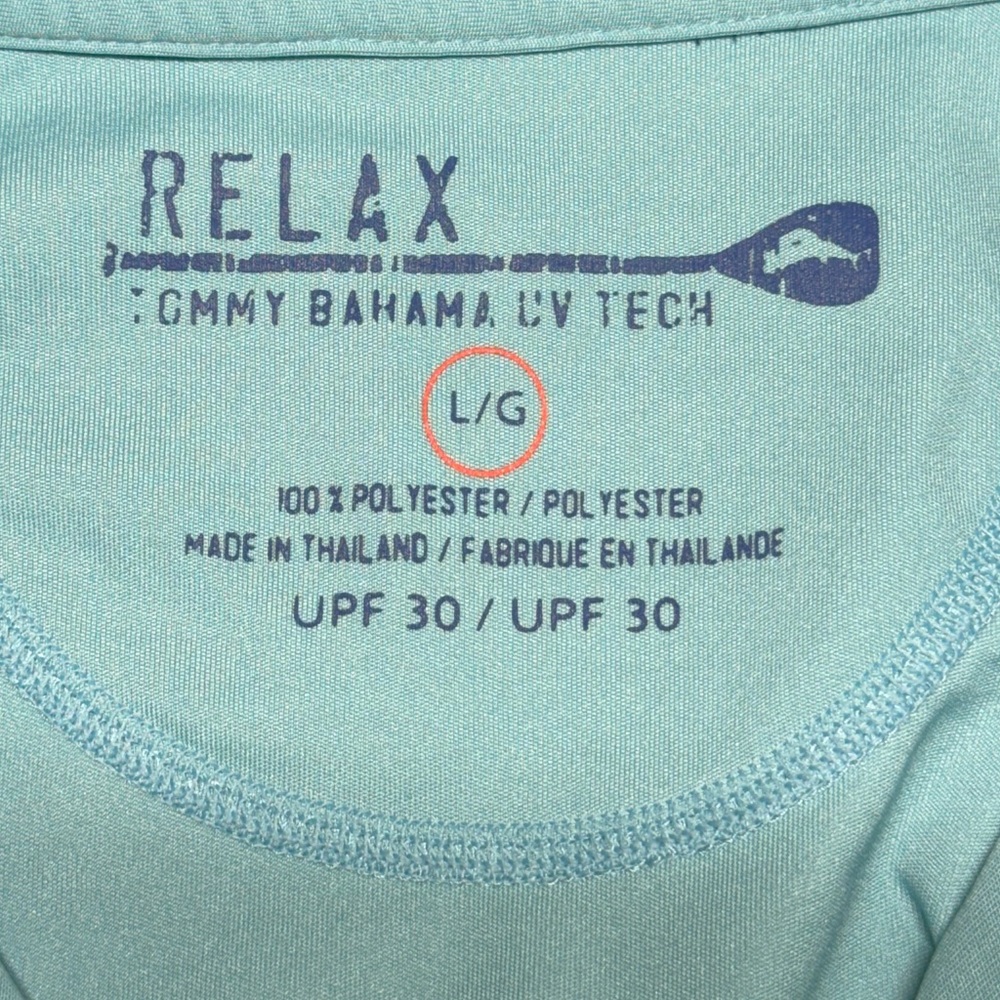 RELAX
TOMMY BAHAMA UV TECH
L/G
100 % POLYESTER / POLYESTER
MADE IN THAILAND / FABRIQUE EN THAILANDE
UPF 30 / UPF 30